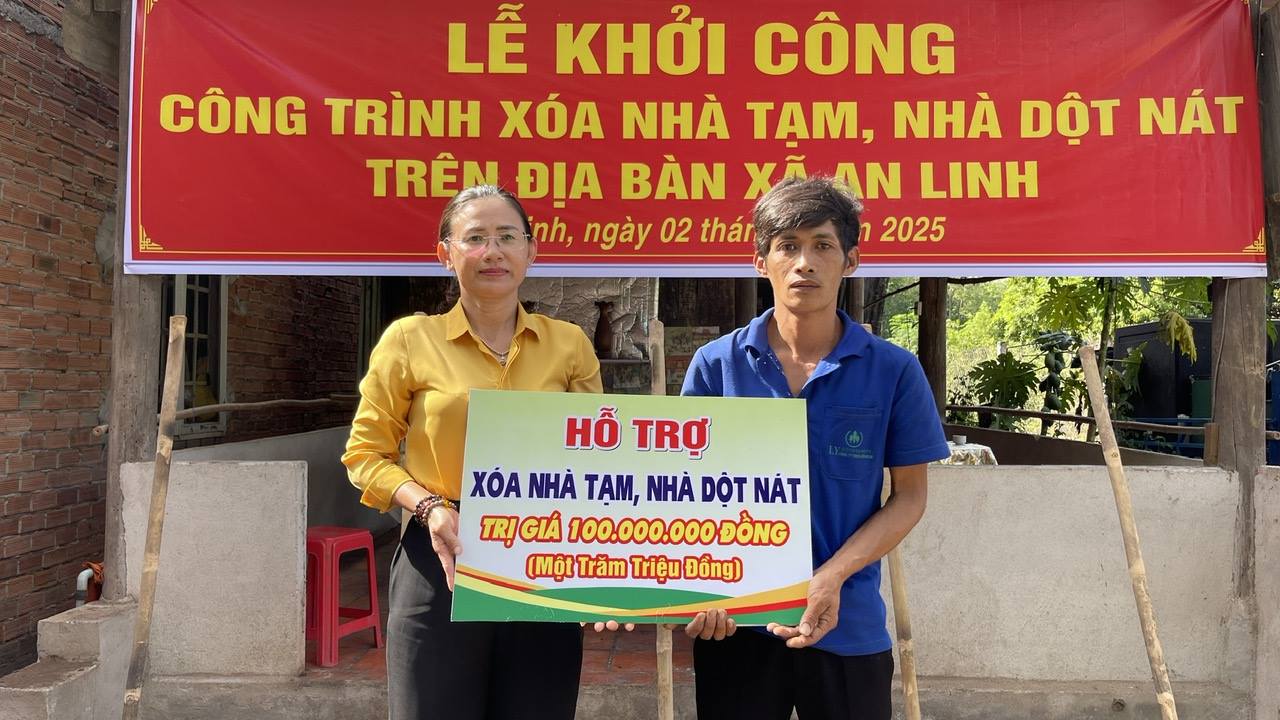 LỄ KHỞI CÔNG
CÔNG TRÌNH XÓA NHÀ TẠM, NHÀ DỘT NÁT
TRÊN ĐỊA BÀN XÃ AN LINH
ngày 02 2025
HỖ TRỢ
XÓA NHÀ TẠM, NHÀ DỘT NÁT
TRỊ GIÁ 100.000.000 ĐỒNG
(Một Trăm Triệu Đồng)